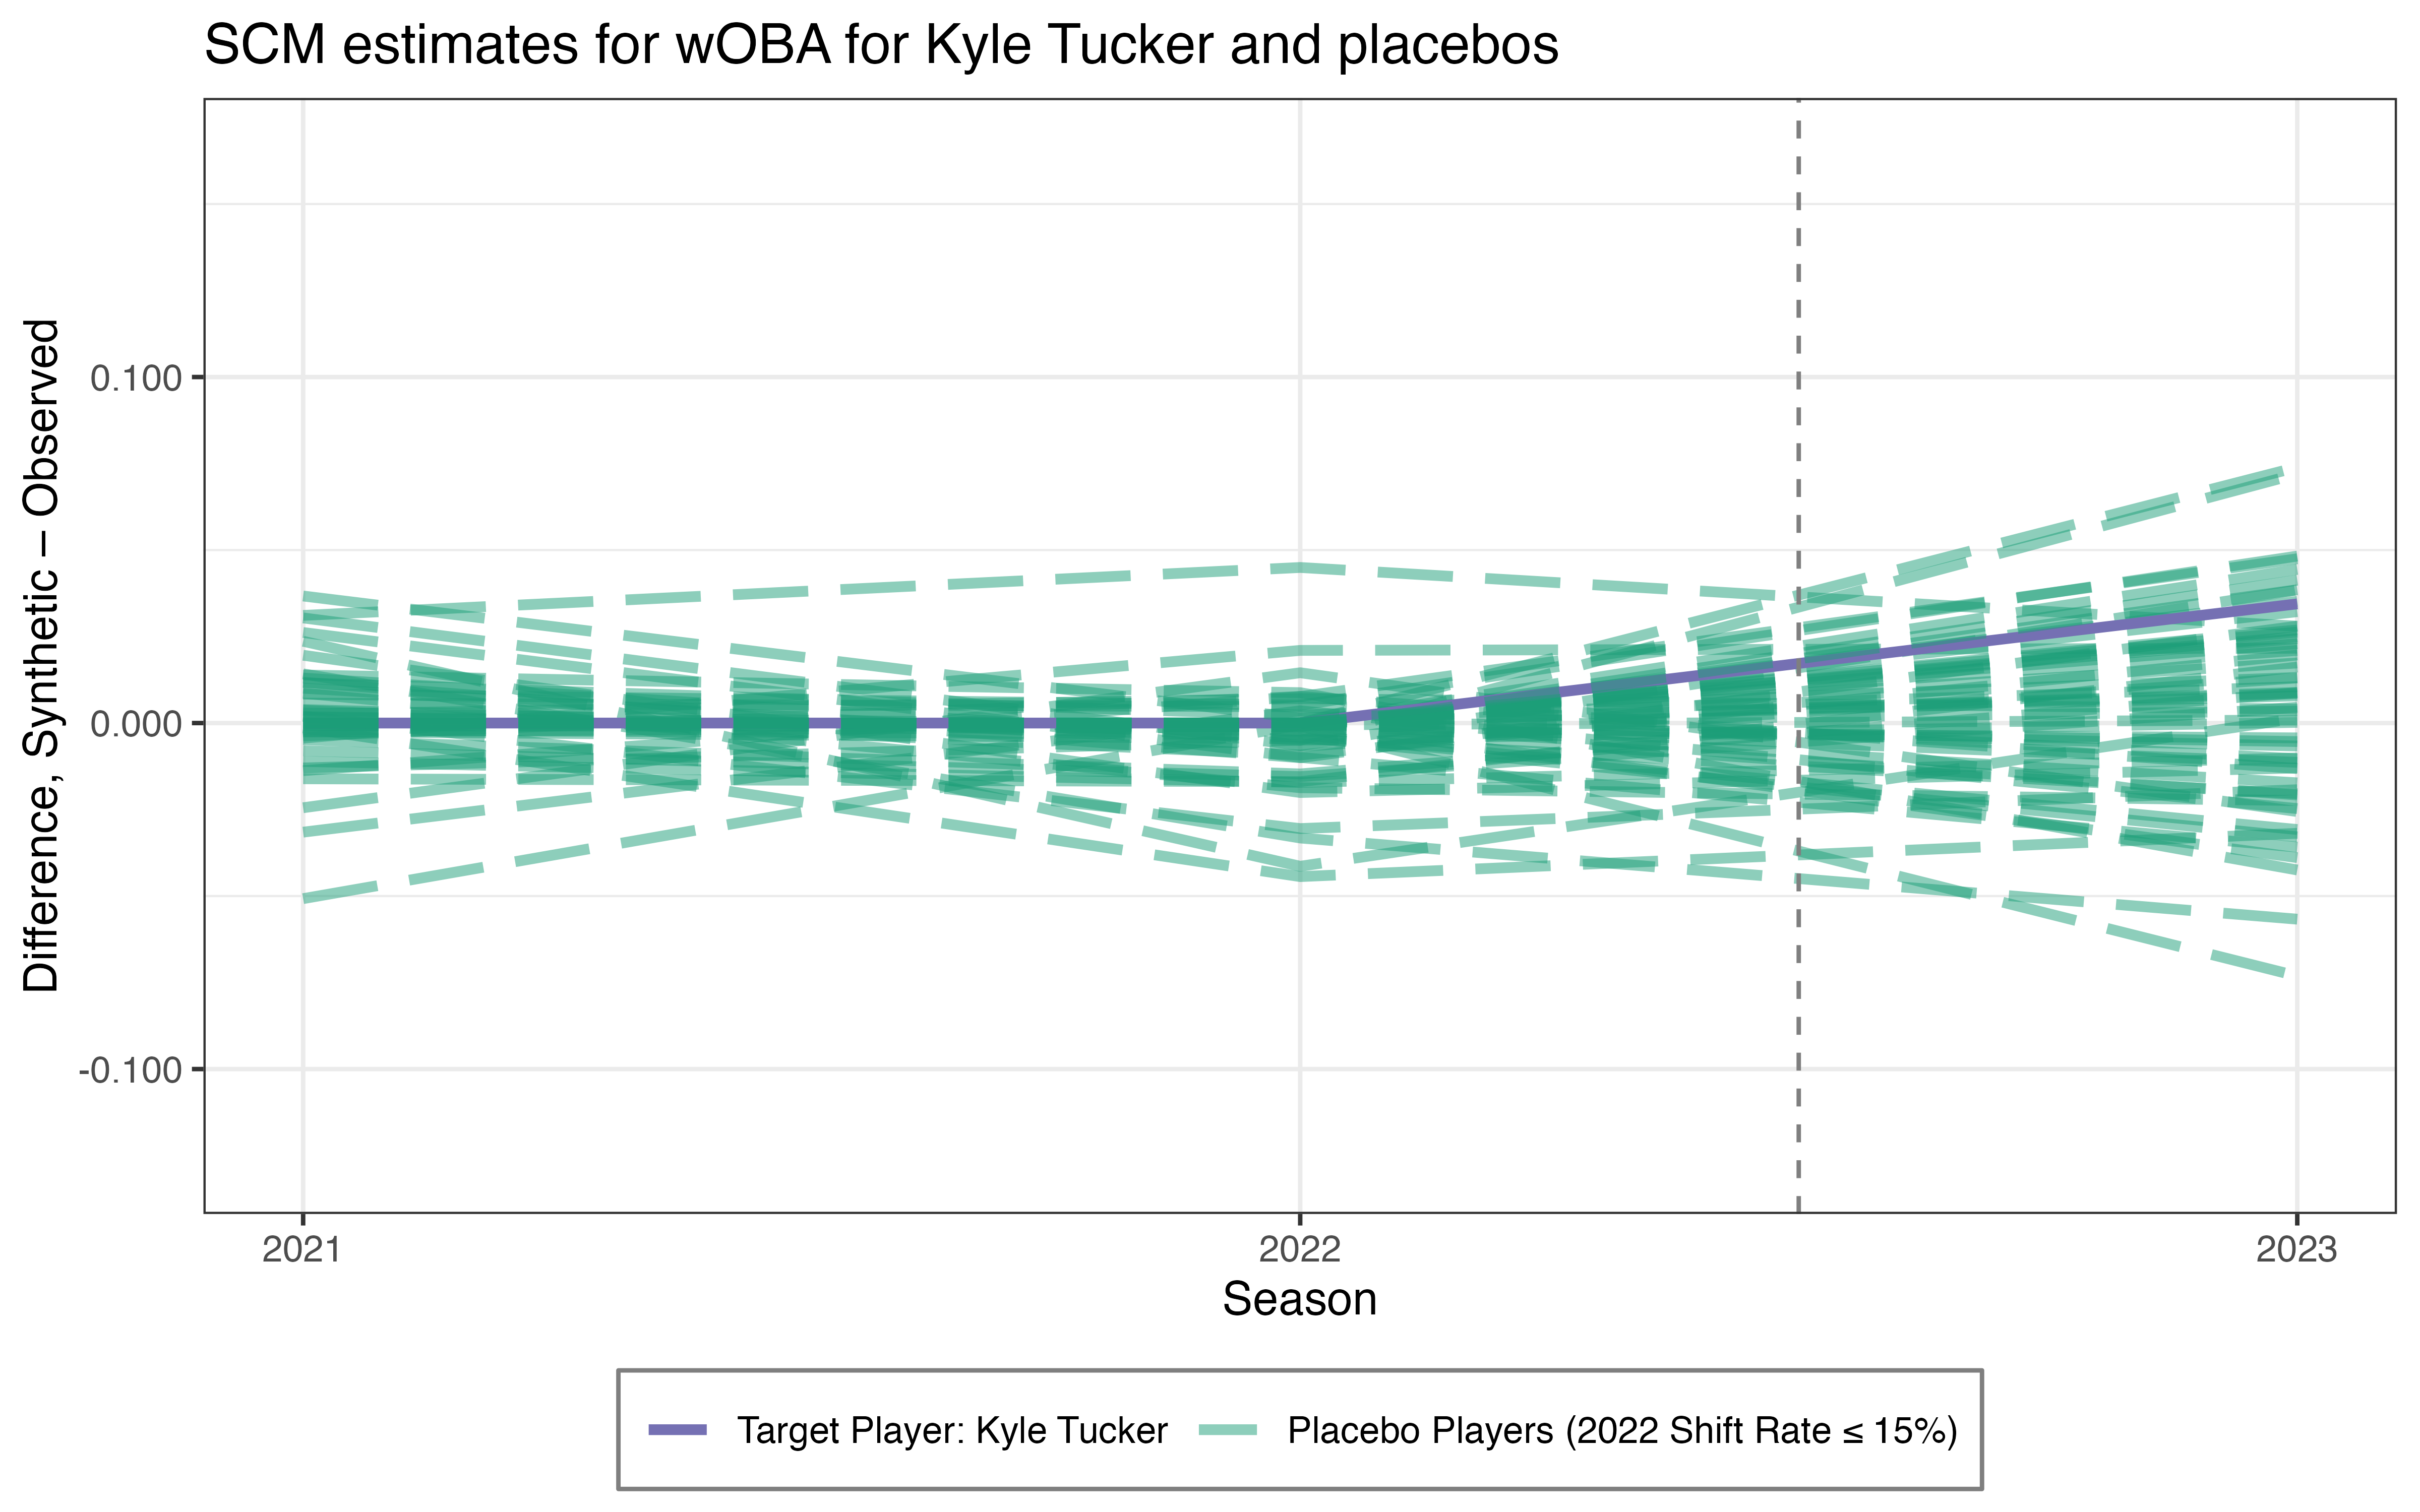 SCM estimates for wOBA for Kyle Tucker and placebos
Difference, Synthetic − Observed
0.100
0.000
-0.100
2021
2022
2023
Season
Target Player: Kyle Tucker
Placebo Players (2022 Shift Rate ≤ 15%)